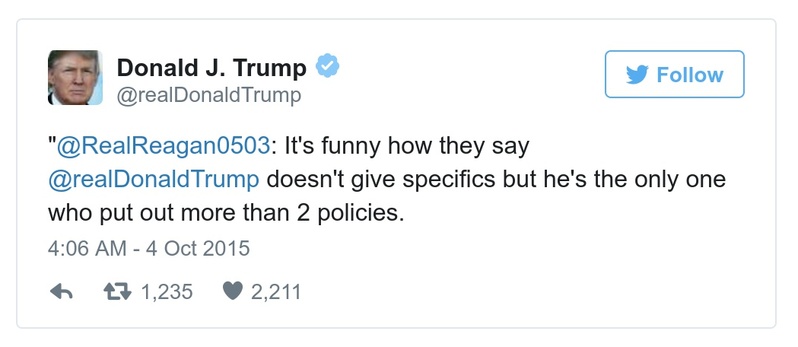 Donald J. Trump
@realDonaldTrump
Follow
"@RealReagan0503: It's funny how they say
@realDonaldTrump doesn't give specifics but he's the only one
who put out more than 2 policies.
4:06 AM - 4 Oct 2015
1,235 2,211